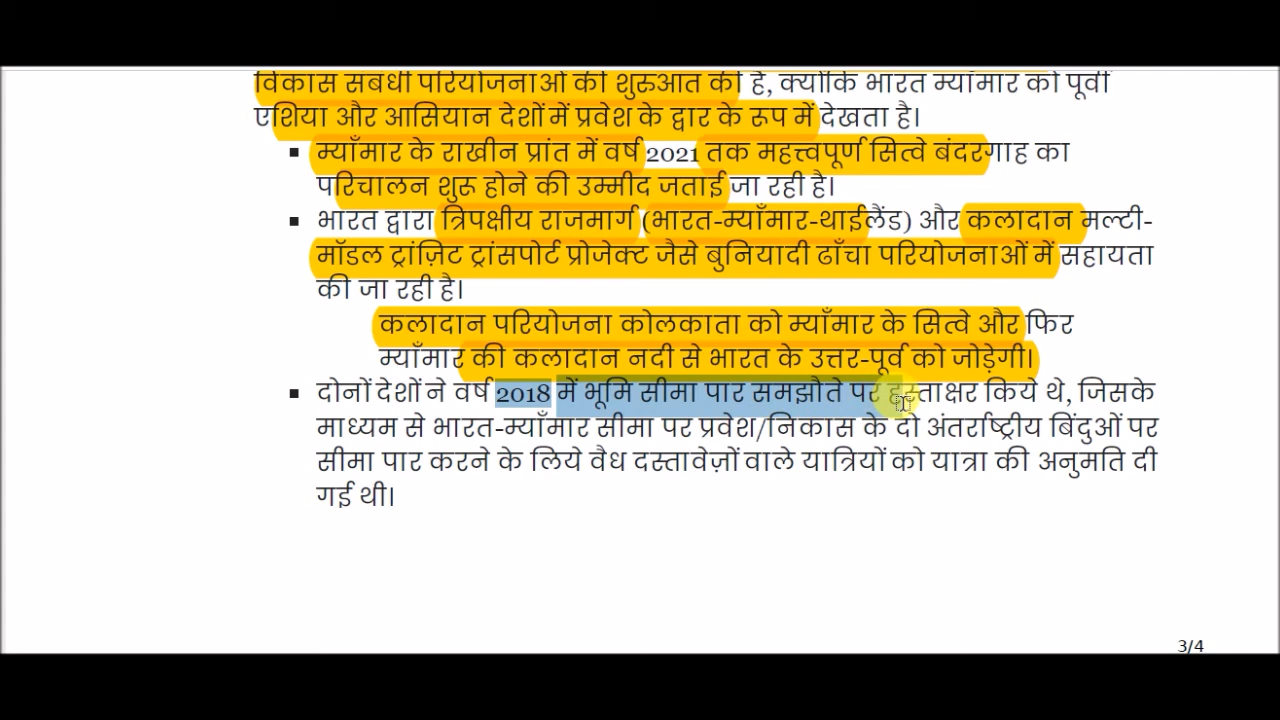 विकास संबंधी परियोजनाओं की शुरुआत की है, क्योंकि भारत म्याँमार को पूर्वी
एशिया और आसियान देशों में प्रवेश के द्वार के रूप में देखता है।
▪ म्याँमार के राखीन प्रांत में वर्ष 2021 तक महत्त्वपूर्ण सित्वे बंदरगाह का
परिचालन शुरू होने की उम्मीद जताई जा रही है।
▪ भारत द्वारा त्रिपक्षीय राजमार्ग (भारत-म्याँमार-थाईलैंड) और कलादान मल्टी-
मॉडल ट्रांज़िट ट्रांसपोर्ट प्रोजेक्ट जैसे बुनियादी ढाँचा परियोजनाओं में सहायता
की जा रही है।
कलादान परियोजना कोलकाता को म्याँमार के सित्वे और फिर
म्याँमार की कलादान नदी से भारत के उत्तर-पूर्व को जोड़ेगी।
▪ दोनों देशों ने वर्ष 2018 में भूमि सीमा पार समझौते पर हस्ताक्षर किये थे, जिसके
माध्यम से भारत-म्याँमार सीमा पर प्रवेश/निकास के दो अंतर्राष्ट्रीय बिंदुओं पर
सीमा पार करने के लिये वैध दस्तावेज़ों वाले यात्रियों को यात्रा की अनुमति दी
गई थी।
3/4